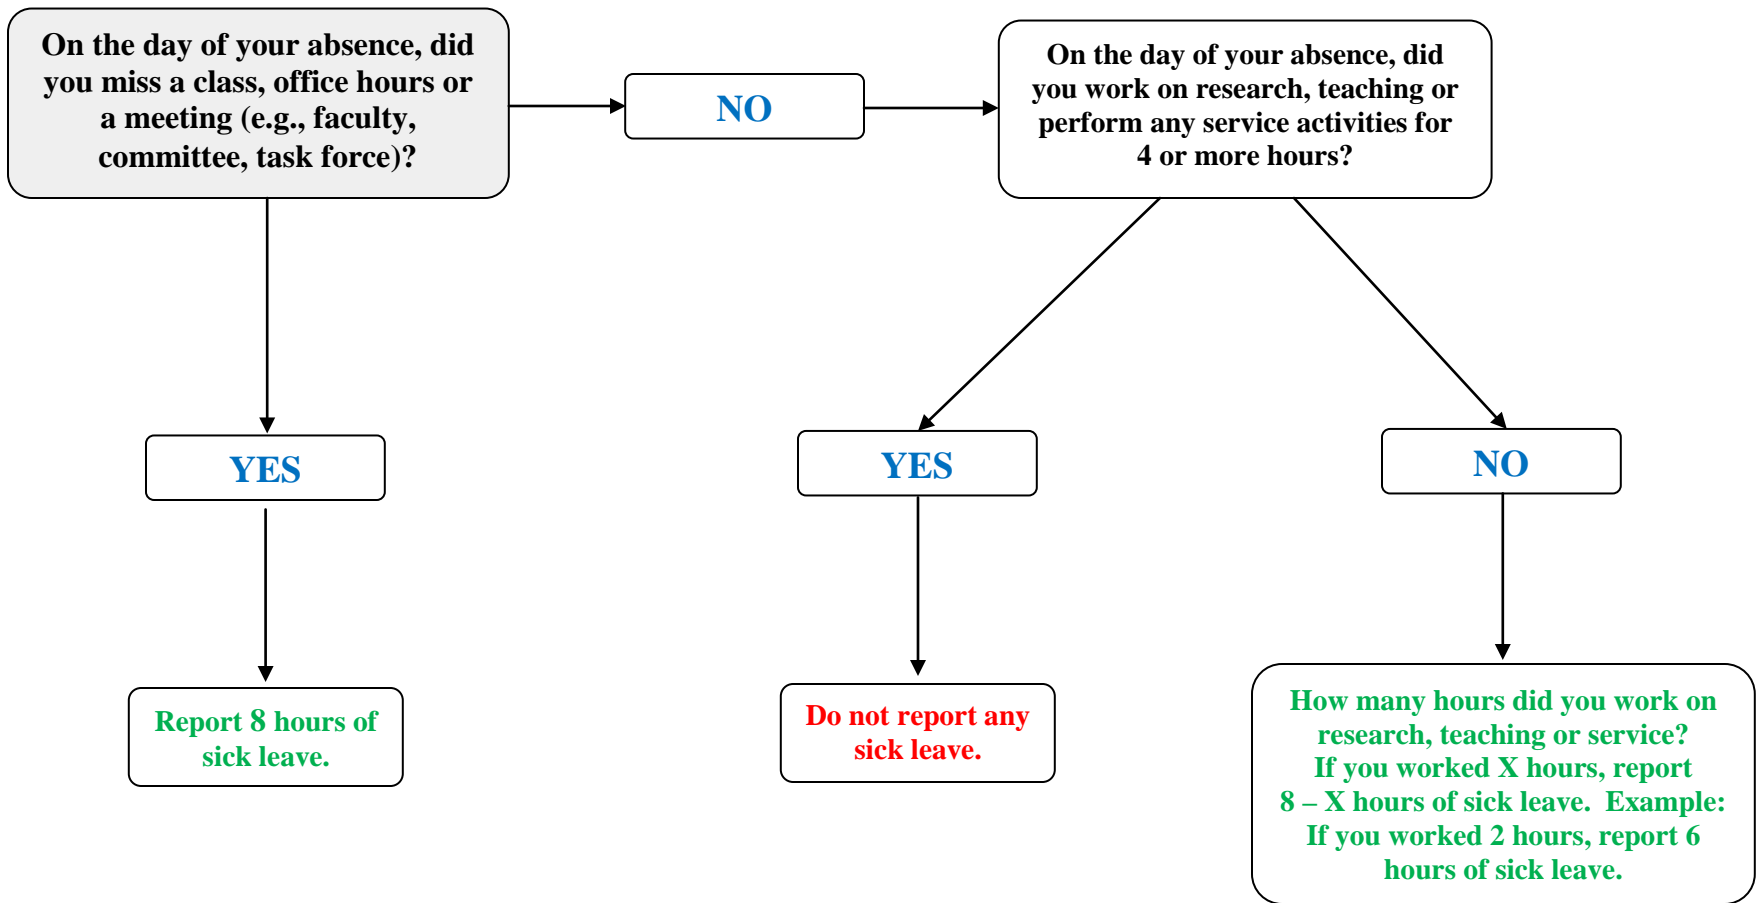 On the day of your absence, did
you miss a class, office hours or
a meeting (e.g., faculty,
committee, task force)?
NO
On the day of your absence, did
you work on research, teaching or
perform any service activities for
4 or more hours?
YES
YES
NO
Report 8 hours of
sick leave.
Do not report any
sick leave.
How many hours did you work on
research, teaching or service?
If you worked X hours, report
8 – X hours of sick leave.  Example:
If you worked 2 hours, report 6
hours of sick leave.